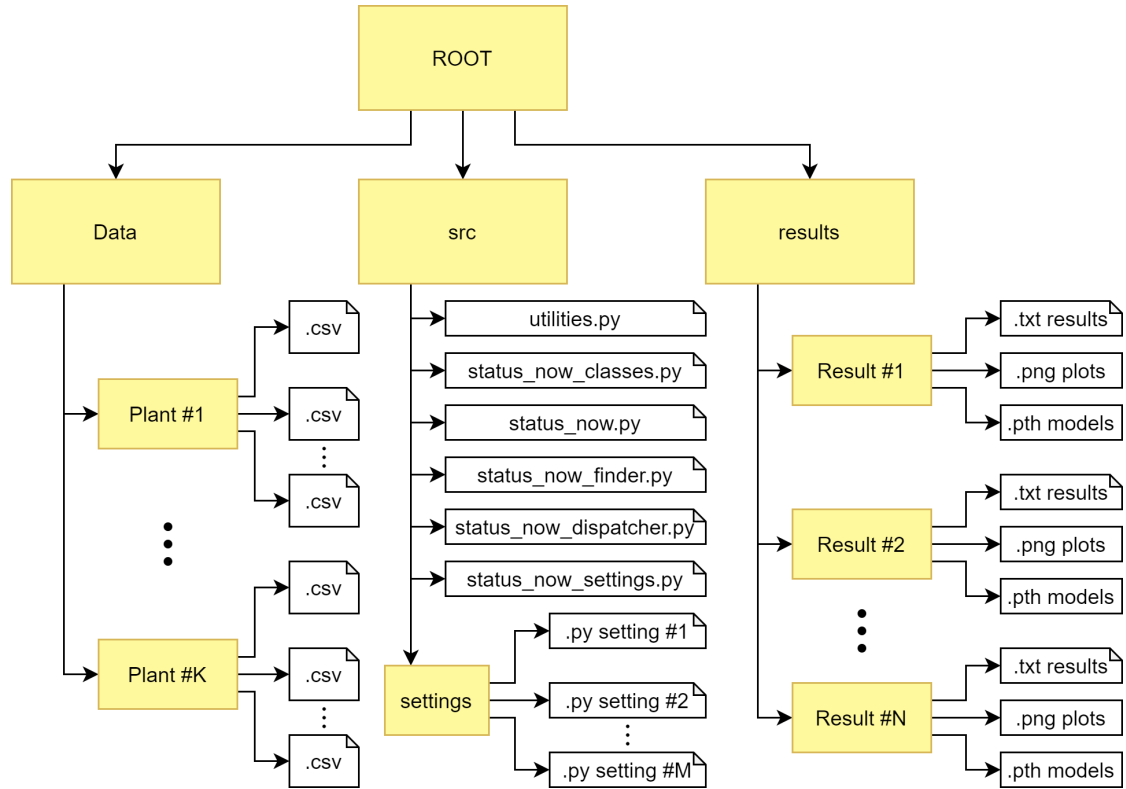 ROOT
Data
src
results
.csv
Plant #1
.csv
.csv
.csv
Plant #K
.csv
.csv
utilities.py
status_now_classes.py
status_now.py
status_now_finder.py
status_now_dispatcher.py
status_now_settings.py
settings
.py setting #1
.py setting #2
.py setting #M
Result #1
.txt results
.png plots
.pth models
Result #2
.txt results
.png plots
.pth models
Result #N
.txt results
.png plots
.pth models